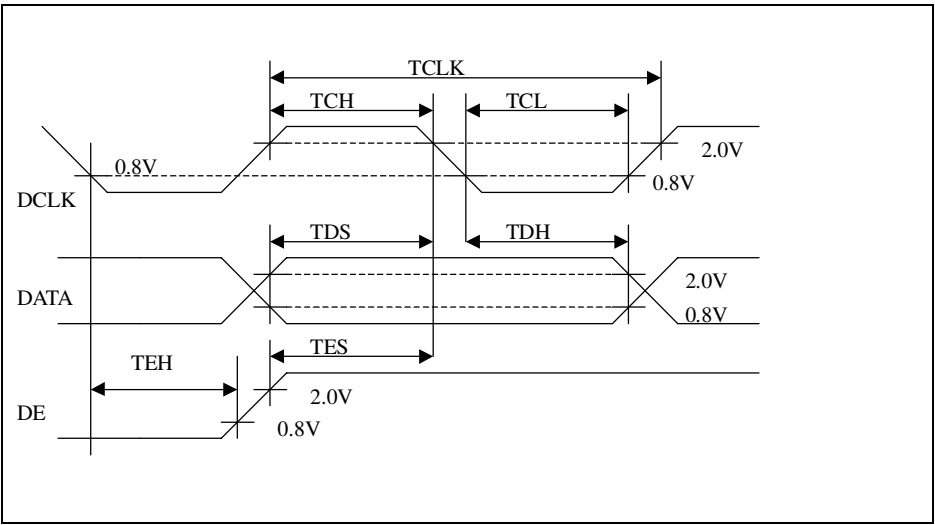 TCLK
TCH
TCL
0.8V
2.0V
0.8V
DCLK
TDS
TDH
2.0V
DATA
0.8V
TES
TEH
2.0V
DE
0.8V